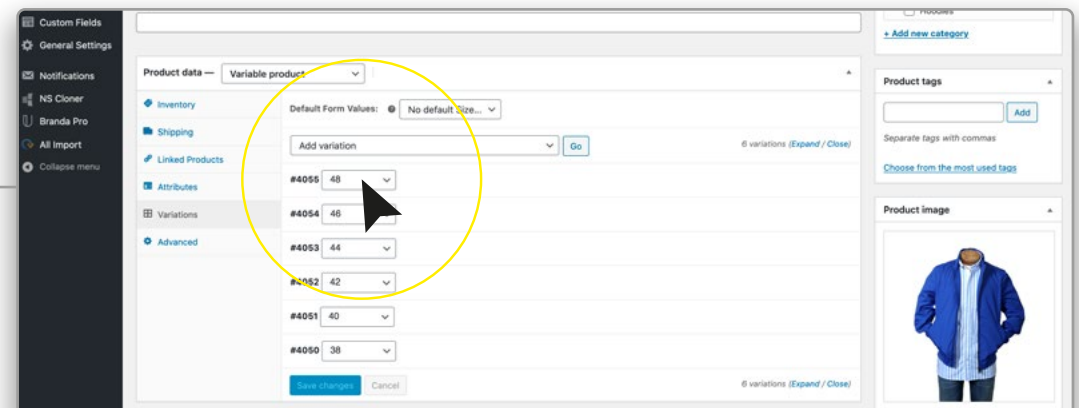 Custom Fields
General Settings
Notifications
NS Cloner
Branda Pro
All Import
Collapse menu
Product data — Variable product
Inventory
Shipping
Linked Products
Attributes
Variations
Advanced
Default Form Values: No default Size...
Add variation Go 6 variations (Expand / Close)
#4055 48
#4054 46
#4053 44
#4052 42
#4051 40
#4050 38
Save changes Cancel 6 variations (Expand / Close)
Hoodies
+ Add new category
Product tags
Add
Separate tags with commas
Choose from the most used tags
Product image